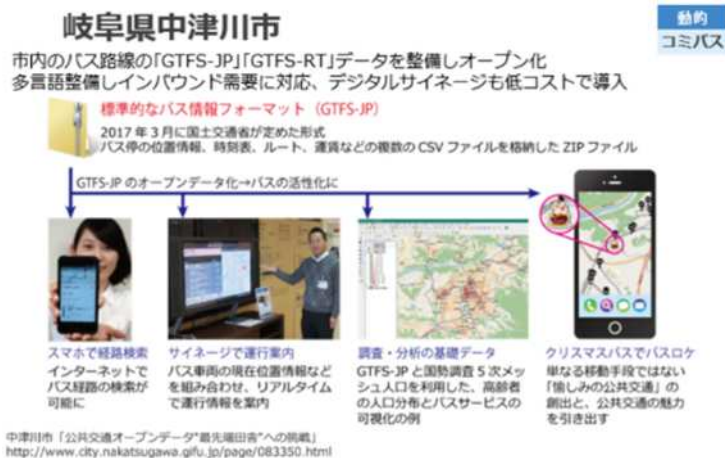 岐阜県中津川市
動的
コミバス
市内のバス路線の「GTFS-JP」「GTFS-RT」データを整備しオープン化
多言語整備しインバウンド需要に対応、デジタルサイネージも低コストで導入
標準的なバス情報フォーマット（GTFS-JP）
2017 年 3 月に国土交通省が定めた形式
バス停の位置情報、時刻表、ルート、運賃などの複数の CSV ファイルを格納した ZIP ファイル
GTFS-JP のオープンデータ化→バスの活性化に
スマホで経路検索
インターネットで
バス経路の検索が
可能に
サイネージで運行案内
バス車両の現在位置情報など
を組み合わせ、リアルタイム
で運行情報を案内
調査・分析の基礎データ
GTFS-JP と国勢調査 5 次メッ
シュ人口を利用した、高齢者
の人口分布とバスサービスの
可視化の例
クリスマスバスでバスロケ
単なる移動手段ではない
「愉しみの公共交通」の
創出と、公共交通の魅力
を引き出す
中津川市「公共交通オープンデータ"最先端田舎"への挑戦」
http://www.city.nakatsugawa.gifu.jp/page/083350.html